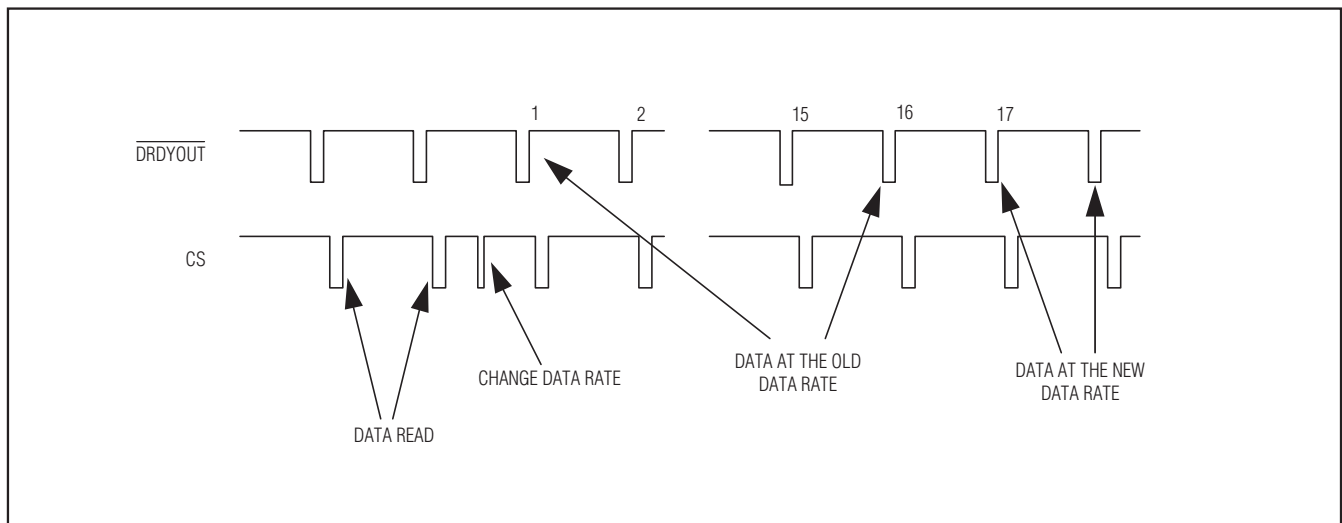 1
2
15
16
17
DRDYOUT
CS
CHANGE DATA RATE
DATA READ
DATA AT THE OLD
DATA RATE
DATA AT THE NEW
DATA RATE